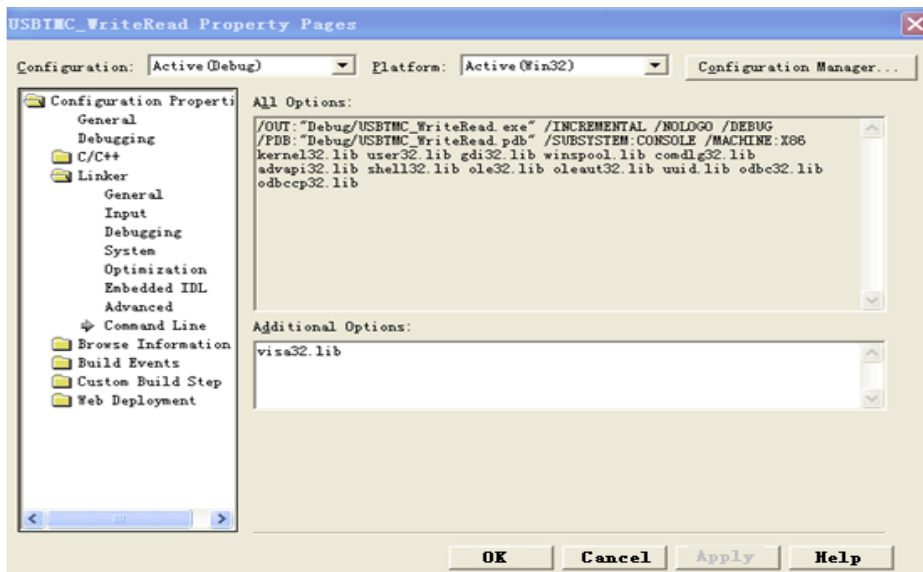 USBTMC_WriteRead Property Pages
Configuration: Active(Debug) Platform: Active(Win32) Configuration Manager...
Configuration Properti
General
Debugging
C/C++
Linker
General
Input
Debugging
System
Optimization
Embedded IDL
Advanced
Command Line
Browse Information
Build Events
Custom Build Step
Web Deployment
All Options:
/OUT:"Debug/USBTMC_WriteRead.exe" /INCREMENTAL /NOLOGO /DEBUG
/PDB:"Debug/USBTMC_WriteRead.pdb" /SUBSYSTEM:CONSOLE /MACHINE:X86
kernel32.lib user32.lib gdi32.lib winspool.lib comdlg32.lib
advapi32.lib shell32.lib ole32.lib oleaut32.lib uuid.lib odbc32.lib
odbccp32.lib
Additional Options:
visa32.lib
OK Cancel Apply Help